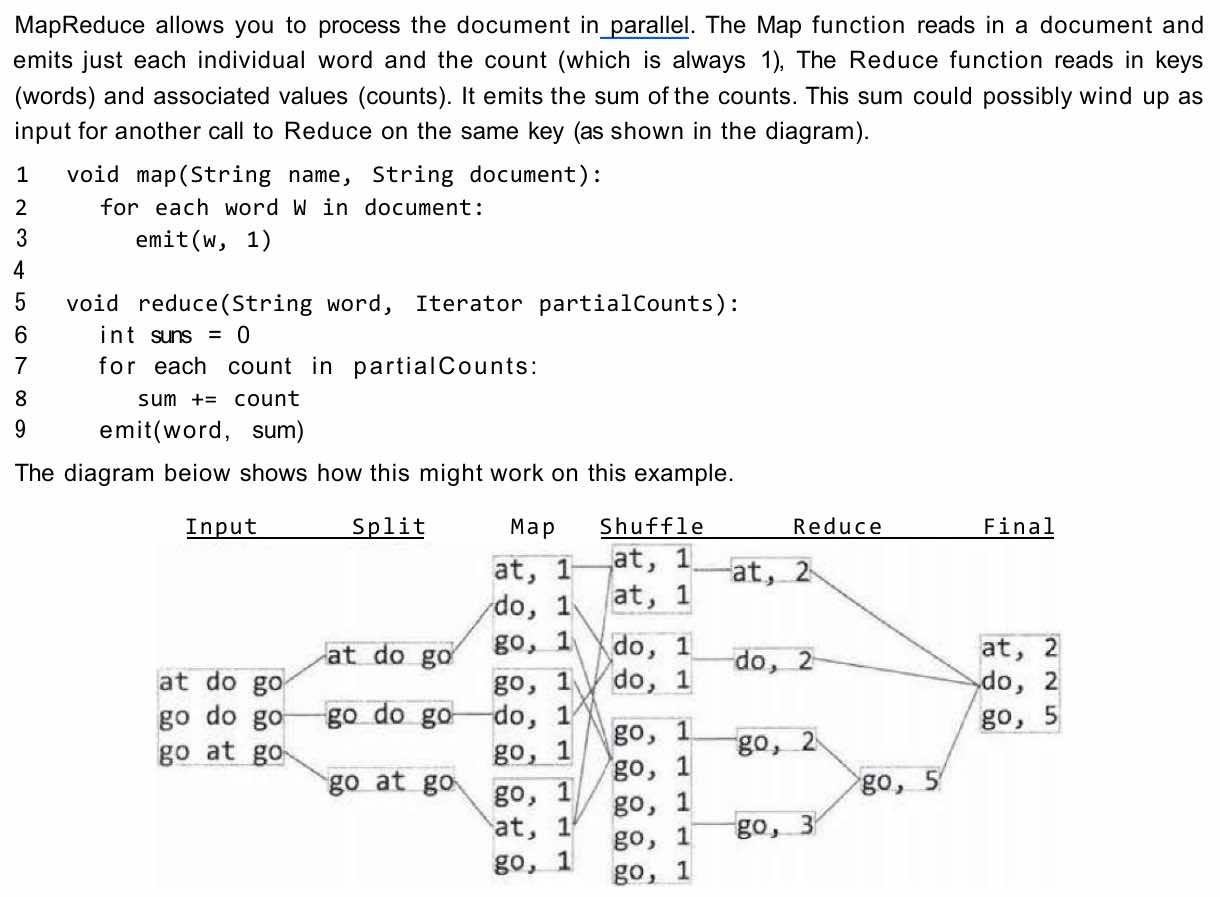 MapReduce allows you to process the document in parallel. The Map function reads in a document and
emits just each individual word and the count (which is always 1), The Reduce function reads in keys
(words) and associated values (counts). It emits the sum of the counts. This sum could possibly wind up as
input for another call to Reduce on the same key (as shown in the diagram).
1 void map(String name, String document):
2 for each word W in document:
3 emit(w, 1)
4
5 void reduce(String word, Iterator partialCounts):
6 int suns = 0
7 for each count in partialCounts:
8 sum += count
9 emit(word, sum)
The diagram beiow shows how this might work on this example.
Input Split Map Shuffle Reduce Final
at do go
go do go
go at go
at do go
go do go
go at go
at, 1
do, 1
go, 1
go, 1
do, 1
go, 1
go, 1
at, 1
go, 1
at, 1
at, 1
do, 1
do, 1
go, 1
go, 1
go, 1
go, 1
go, 1
at, 2
do, 2
go, 2
go, 3
go, 5
at, 2
do, 2
go, 5